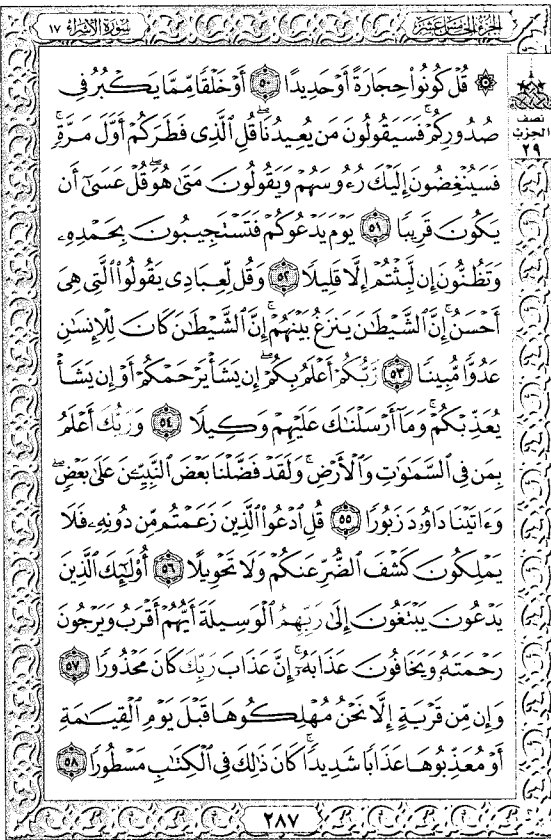 الجزء الخامس عشر
سورة الإسراء ١٧
نصف
الحزب
٢٩
۞ قُلْ كُونُوا۟ حِجَارَةً أَوْ حَدِيدًا ٥٠ أَوْ خَلْقًا مِّمَّا يَكْبُرُ فِى
صُدُورِكُمْ ۚ فَسَيَقُولُونَ مَن يُعِيدُنَا ۖ قُلِ ٱلَّذِى فَطَرَكُمْ أَوَّلَ مَرَّةٍ ۚ
فَسَيُنْغِضُونَ إِلَيْكَ رُءُوسَهُمْ وَيَقُولُونَ مَتَىٰ هُوَ ۖ قُلْ عَسَىٰٓ أَن
يَكُونَ قَرِيبًا ٥١ يَوْمَ يَدْعُوكُمْ فَتَسْتَجِيبُونَ بِحَمْدِهِۦ
وَتَظُنُّونَ إِن لَّبِثْتُمْ إِلَّا قَلِيلًا ٥٢ وَقُل لِّعِبَادِى يَقُولُوا۟ ٱلَّتِى هِىَ
أَحْسَنُ ۚ إِنَّ ٱلشَّيْطَٰنَ يَنزَغُ بَيْنَهُمْ ۚ إِنَّ ٱلشَّيْطَٰنَ كَانَ لِلْإِنسَٰنِ
عَدُوًّا مُّبِينًا ٥٣ رَّبُّكُمْ أَعْلَمُ بِكُمْ ۖ إِن يَشَأْ يَرْحَمْكُمْ أَوْ إِن يَشَأْ
يُعَذِّبْكُمْ ۚ وَمَآ أَرْسَلْنَٰكَ عَلَيْهِمْ وَكِيلًا ٥٤ وَرَبُّكَ أَعْلَمُ
بِمَن فِى ٱلسَّمَٰوَٰتِ وَٱلْأَرْضِ ۗ وَلَقَدْ فَضَّلْنَا بَعْضَ ٱلنَّبِيِّۦنَ عَلَىٰ بَعْضٍ ۖ
وَءَاتَيْنَا دَاوُۥدَ زَبُورًا ٥٥ قُلِ ٱدْعُوا۟ ٱلَّذِينَ زَعَمْتُم مِّن دُونِهِۦ فَلَا
يَمْلِكُونَ كَشْفَ ٱلضُّرِّ عَنكُمْ وَلَا تَحْوِيلًا ٥٦ أُو۟لَٰٓئِكَ ٱلَّذِينَ
يَدْعُونَ يَبْتَغُونَ إِلَىٰ رَبِّهِمُ ٱلْوَسِيلَةَ أَيُّهُمْ أَقْرَبُ وَيَرْجُونَ
رَحْمَتَهُۥ وَيَخَافُونَ عَذَابَهُۥٓ ۚ إِنَّ عَذَابَ رَبِّكَ كَانَ مَحْذُورًا ٥٧
وَإِن مِّن قَرْيَةٍ إِلَّا نَحْنُ مُهْلِكُوهَا قَبْلَ يَوْمِ ٱلْقِيَٰمَةِ
أَوْ مُعَذِّبُوهَا عَذَابًا شَدِيدًا ۚ كَانَ ذَٰلِكَ فِى ٱلْكِتَٰبِ مَسْطُورًا ٥٨
٢٨٧